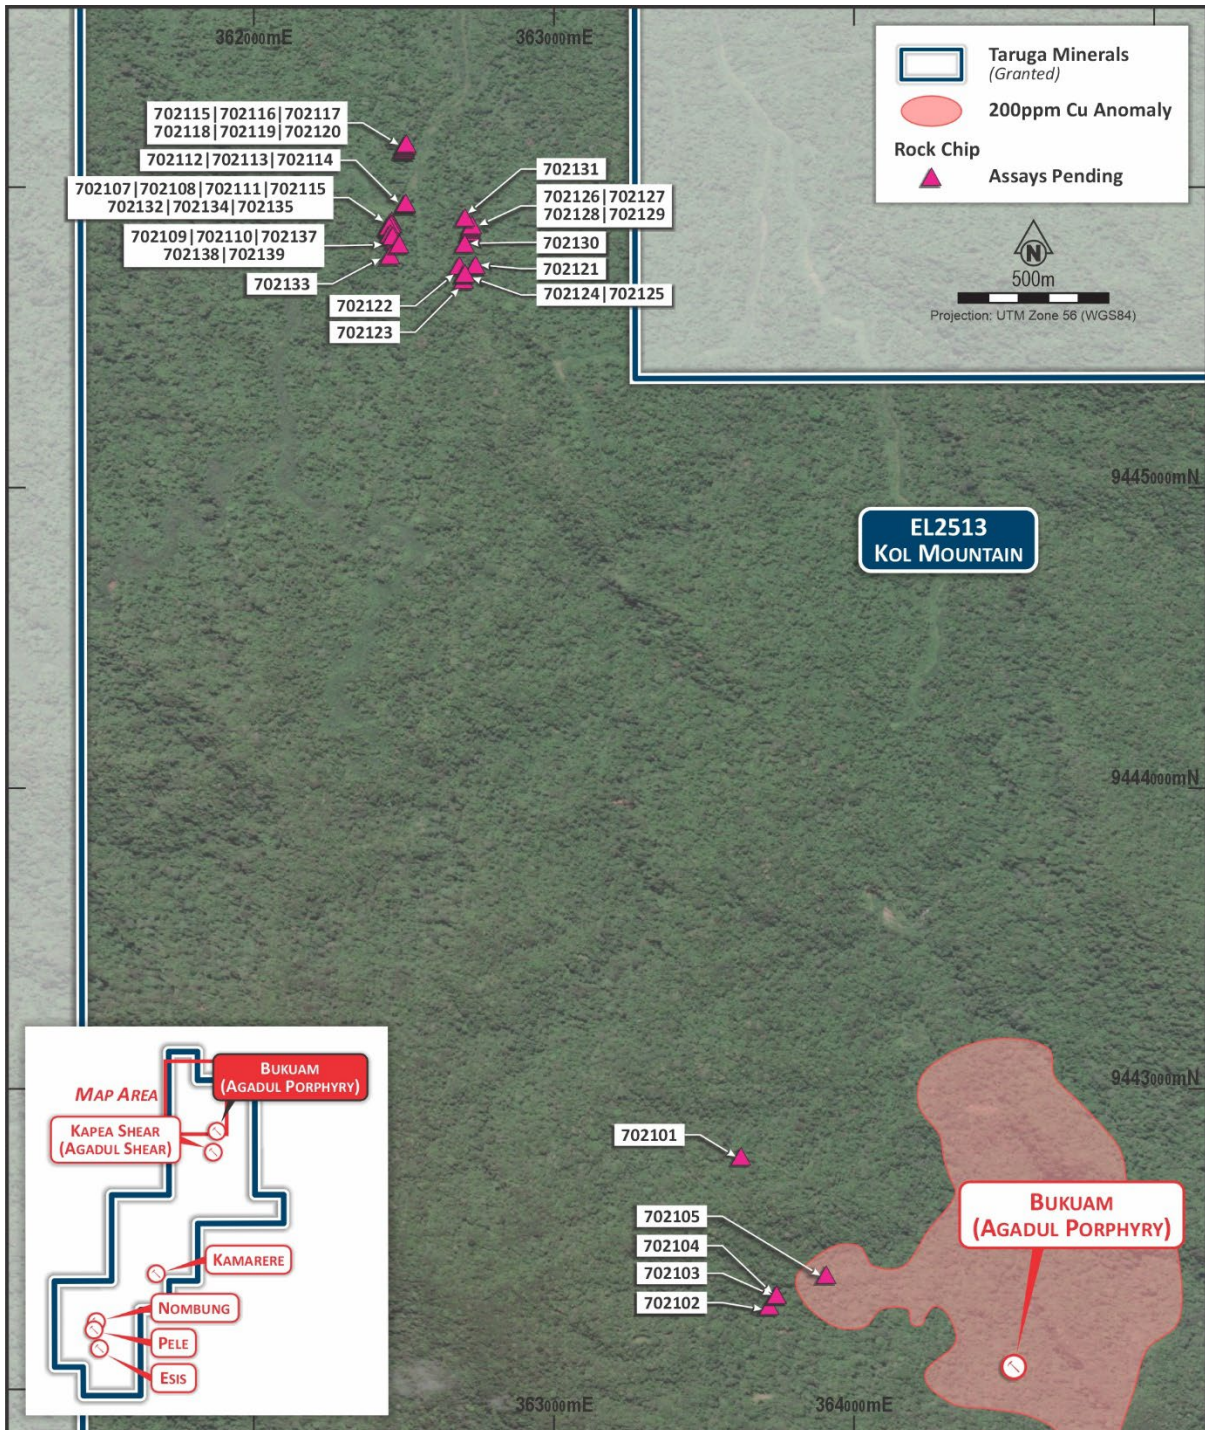 362000mE
363000mE
Taruga Minerals
(Granted)
200ppm Cu Anomaly
Rock Chip
Assays Pending
N
500m
Projection: UTM Zone 56 (WGS84)
702115|702116|702117
702118|702119|702120
702112|702113|702114
702107|702108|702111|702115
702132|702134|702135
702109|702110|702137
702138|702139
702133
702122
702123
702131
702126|702127
702128|702129
702130
702121
702124|702125
9445000mN
EL2513
KOL MOUNTAIN
9444000mN
9443000mN
702101
702105
702104
702103
702102
BUKUAM
(AGADUL PORPHYRY)
MAP AREA
BUKUAM
(AGADUL PORPHYRY)
KAPEA SHEAR
(AGADUL SHEAR)
KAMARERE
NOMBUNG
PELE
ESIS
363000mE
364000mE